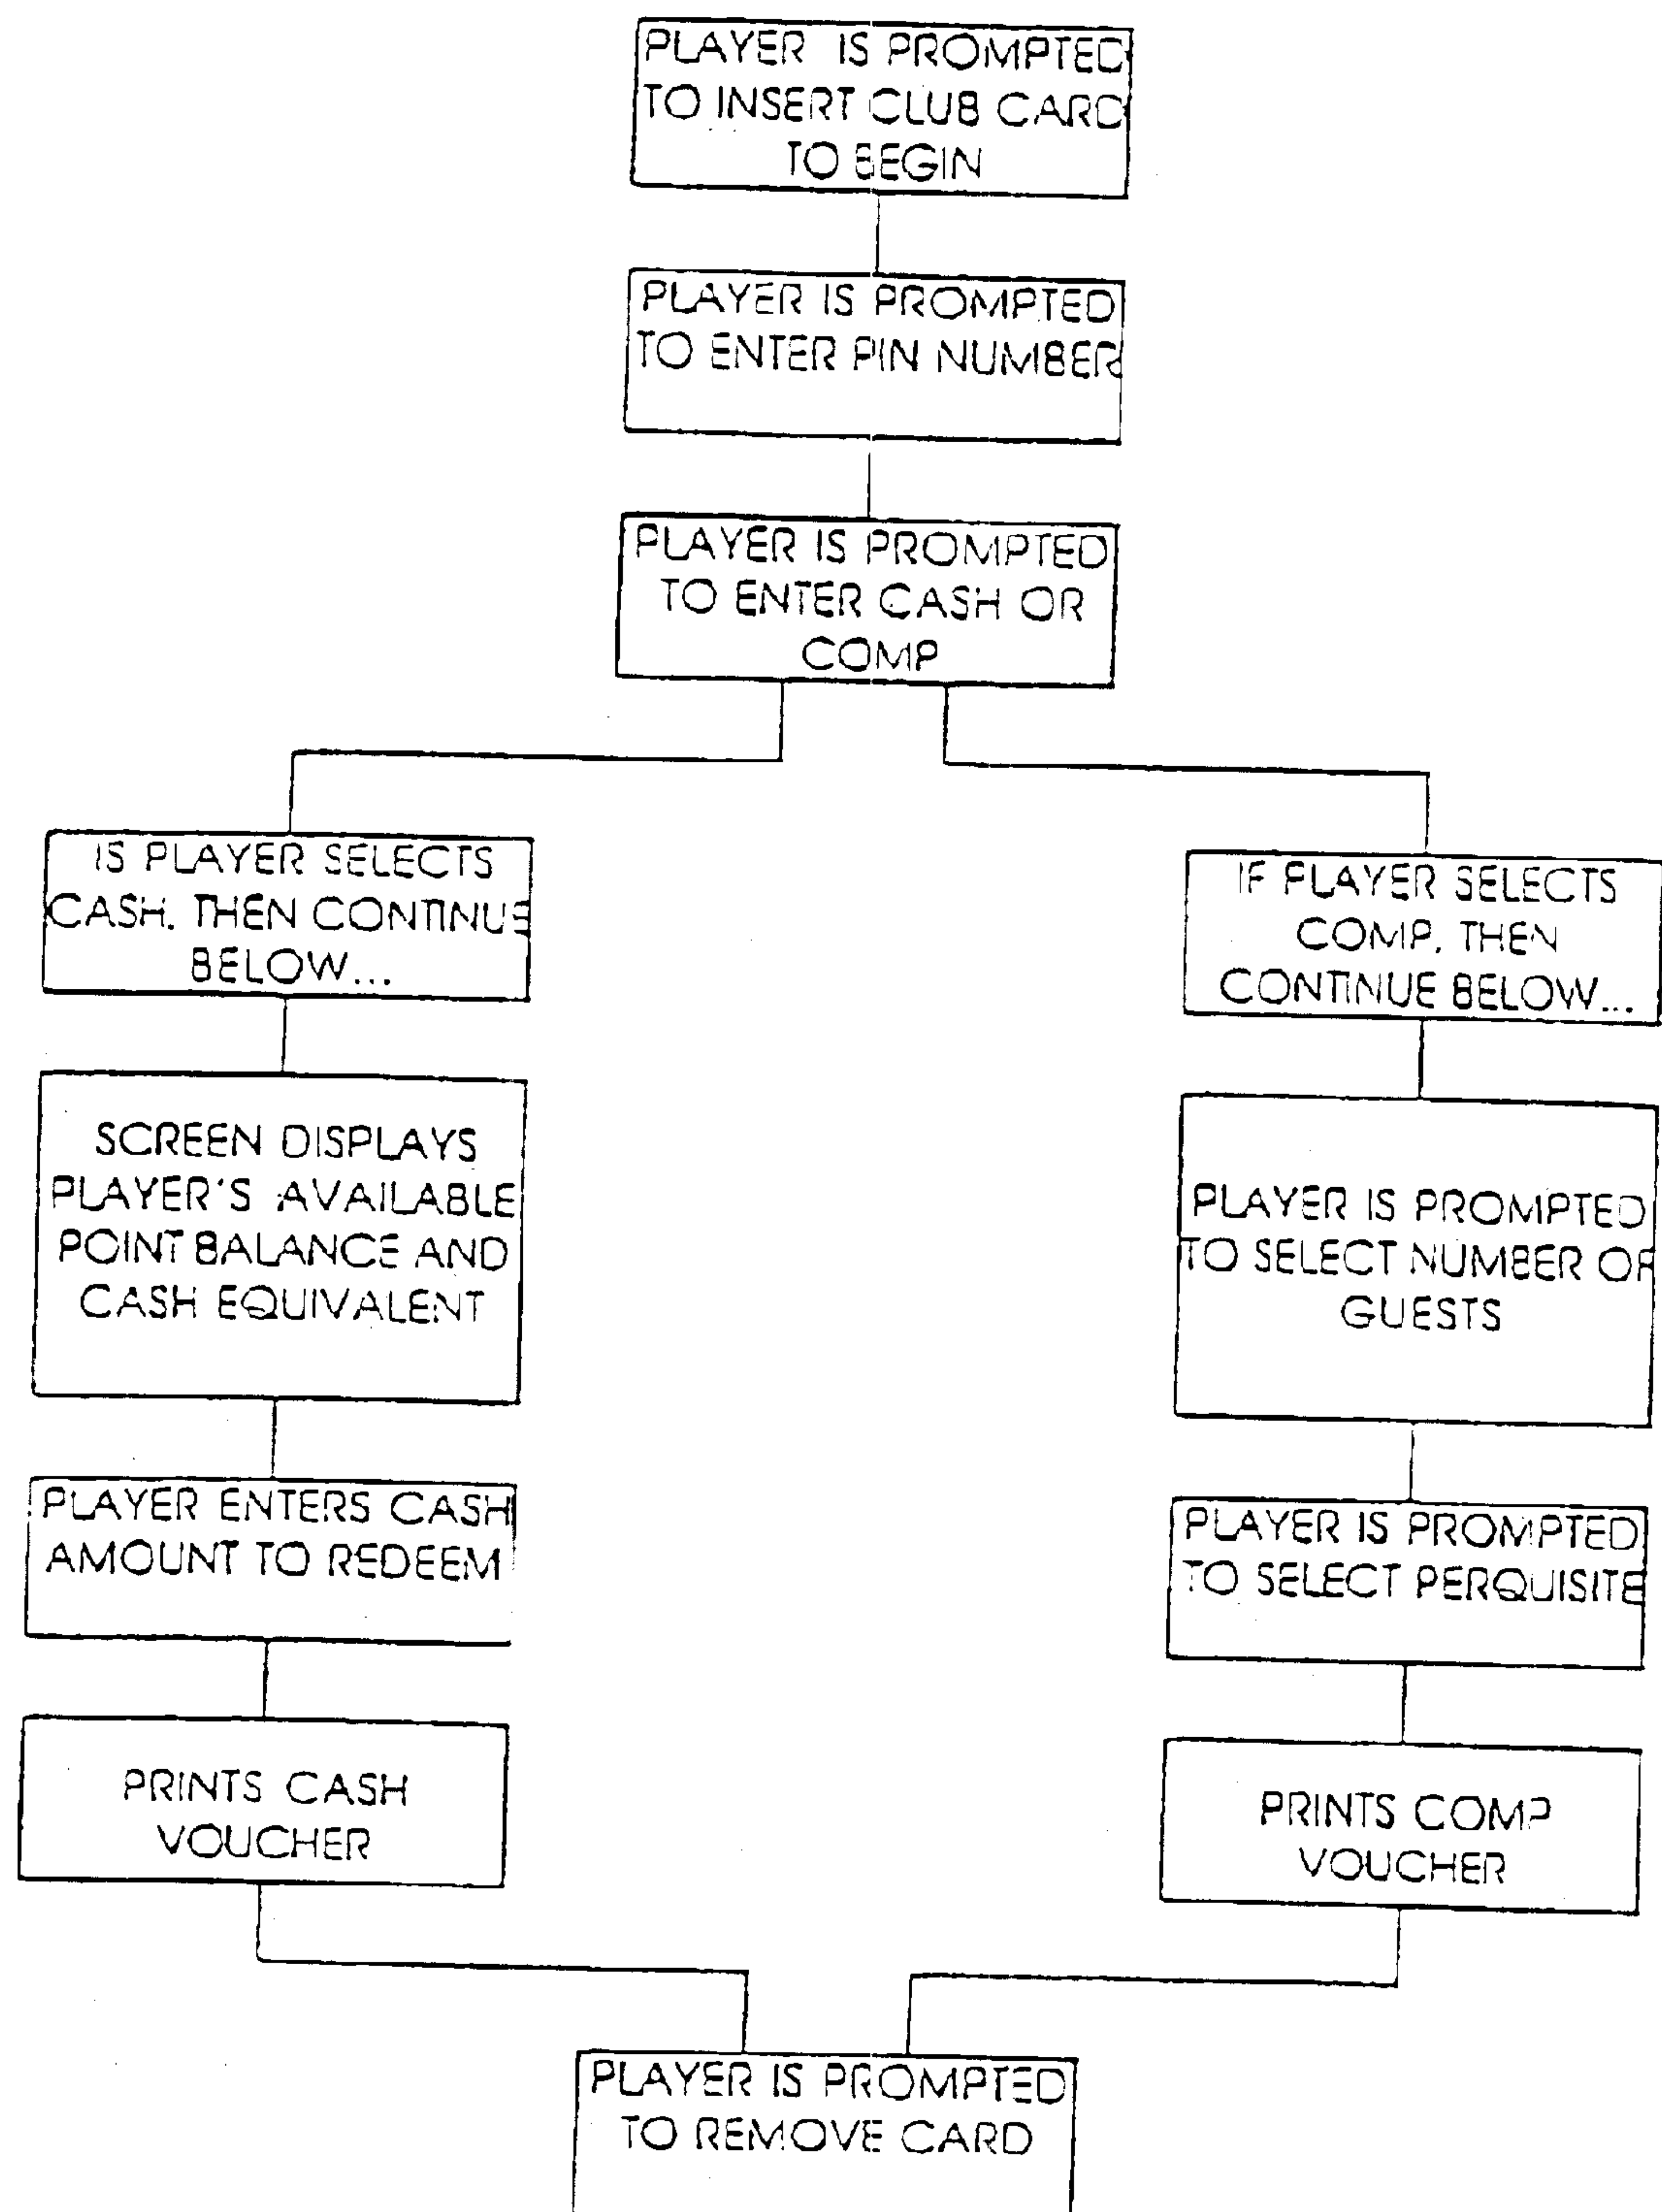 PLAYER IS PROMPTED
TO INSERT CLUB CARD
TO BEGIN
PLAYER IS PROMPTED
TO ENTER PIN NUMBER
PLAYER IS PROMPTED
TO ENTER CASH OR
COMP
IS PLAYER SELECTS
CASH. THEN CONTINUE
BELOW...
SCREEN DISPLAYS
PLAYER'S AVAILABLE
POINT BALANCE AND
CASH EQUIVALENT
PLAYER ENTERS CASH
AMOUNT TO REDEEM
PRINTS CASH
VOUCHER
IF PLAYER SELECTS
COMP. THEN
CONTINUE BELOW...
PLAYER IS PROMPTED
TO SELECT NUMBER OF
GUESTS
PLAYER IS PROMPTED
TO SELECT PERQUISITE
PRINTS COMP
VOUCHER
PLAYER IS PROMPTED
TO REMOVE CARD